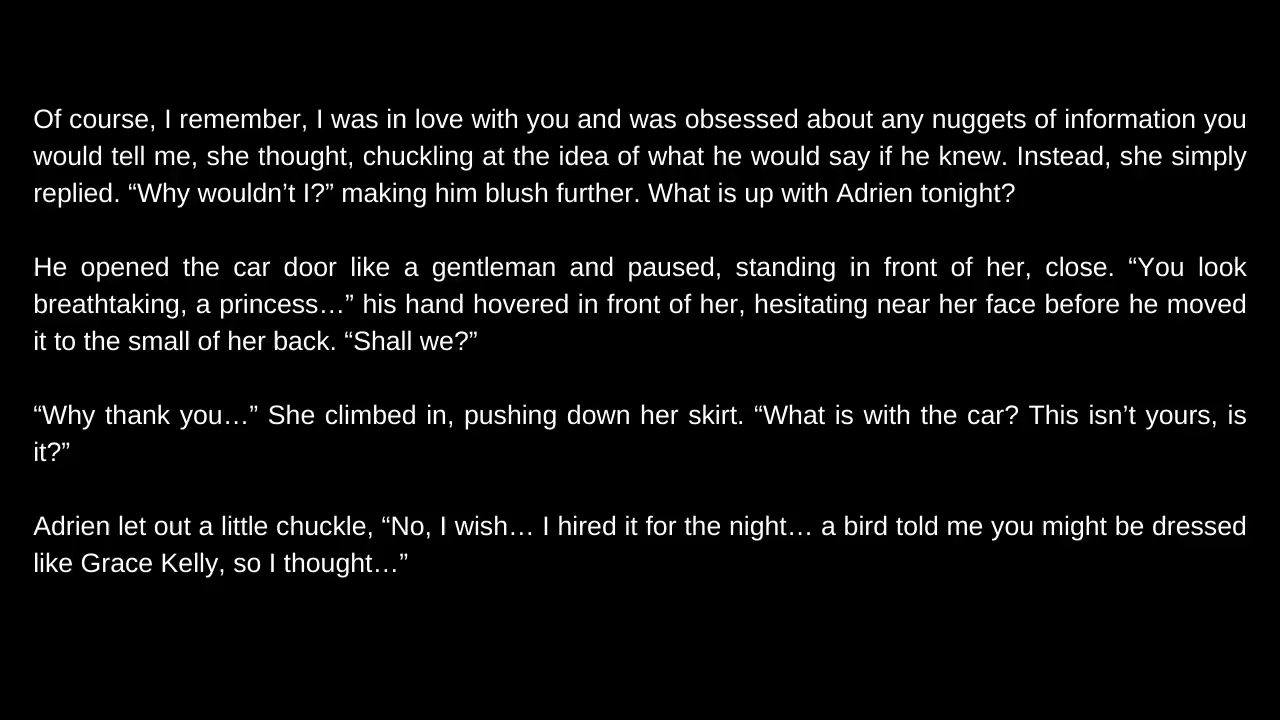 Of course, I remember, I was in love with you and was obsessed about any nuggets of information you
would tell me, she thought, chuckling at the idea of what he would say if he knew. Instead, she simply
replied. “Why wouldn’t I?” making him blush further. What is up with Adrien tonight?
He opened the car door like a gentleman and paused, standing in front of her, close. “You look
breathtaking, a princess…” his hand hovered in front of her, hesitating near her face before he moved
it to the small of her back. “Shall we?”
“Why thank you…” She climbed in, pushing down her skirt. “What is with the car? This isn’t yours, is
it?”
Adrien let out a little chuckle, “No, I wish… I hired it for the night… a bird told me you might be dressed
like Grace Kelly, so I thought…”